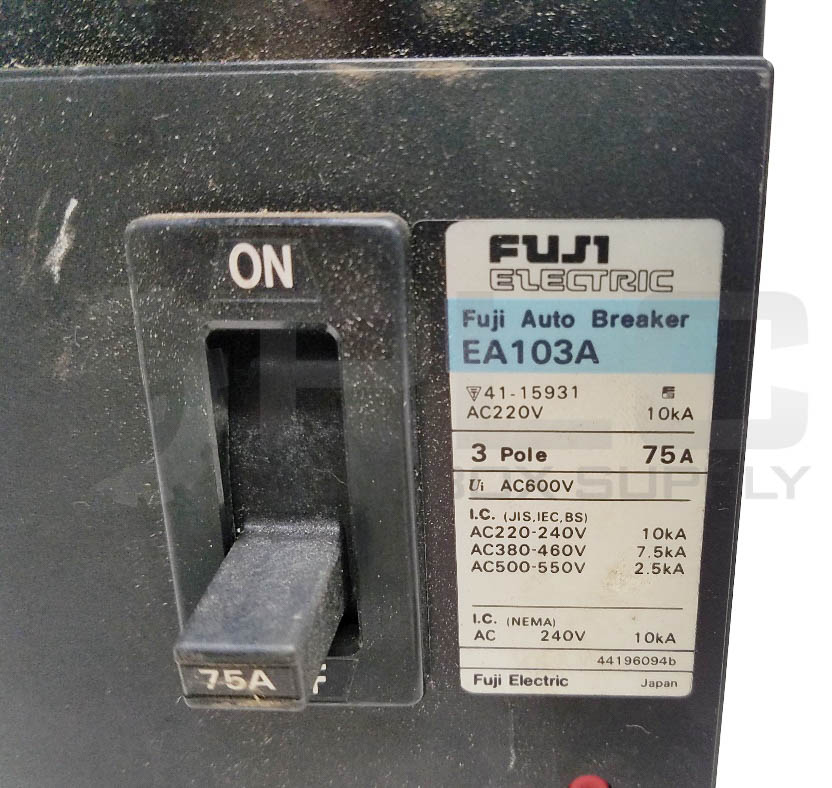 ON
75A
F
FUJI
ELECTRIC
Fuji Auto Breaker
EA103A
41-15931
AC220V 10kA
3 Pole 75A
Ui AC600V
I.C. (JIS,IEC,BS)
AC220-240V 10kA
AC380-460V 7.5kA
AC500-550V 2.5kA
I.C. (NEMA)
AC 240V 10kA
44196094b
Fuji Electric Japan